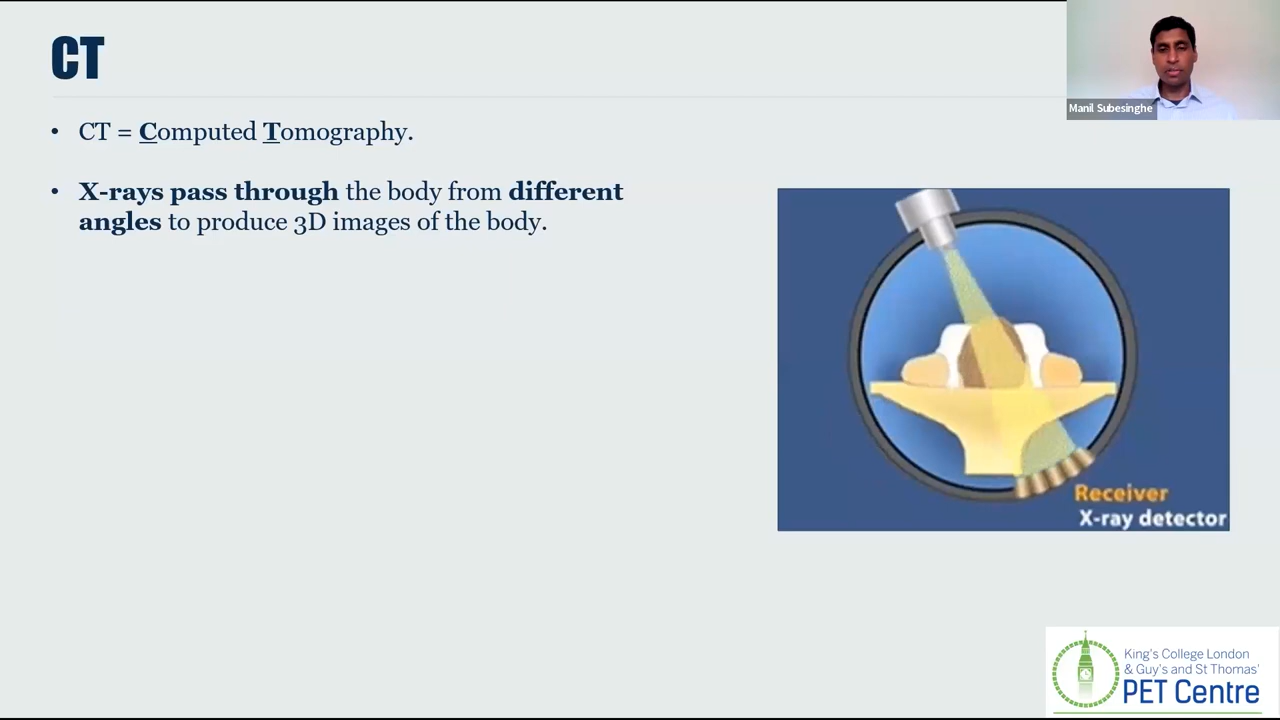 CT
Manil Subesinghe
• CT = Computed Tomography.
• X-rays pass through the body from different
angles to produce 3D images of the body.
Receiver
X-ray detector
King's College London
& Guy's and St Thomas'
PET Centre